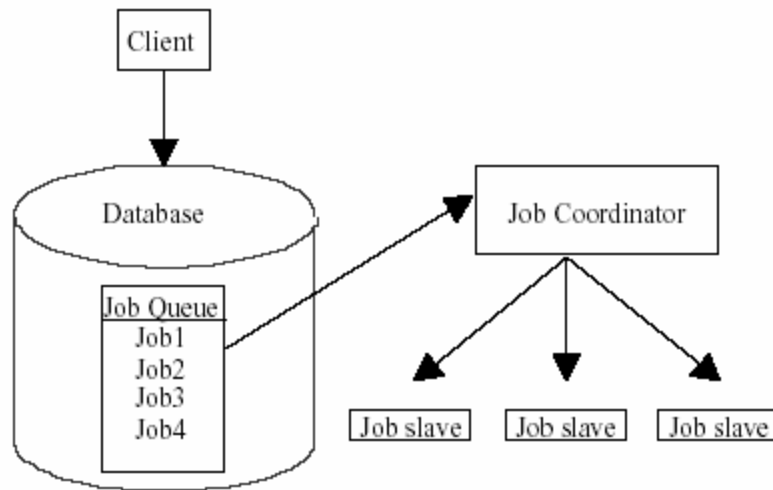 Client
Database
Job Coordinator
Job Queue
Job1
Job2
Job3
Job4
Job slave
Job slave
Job slave